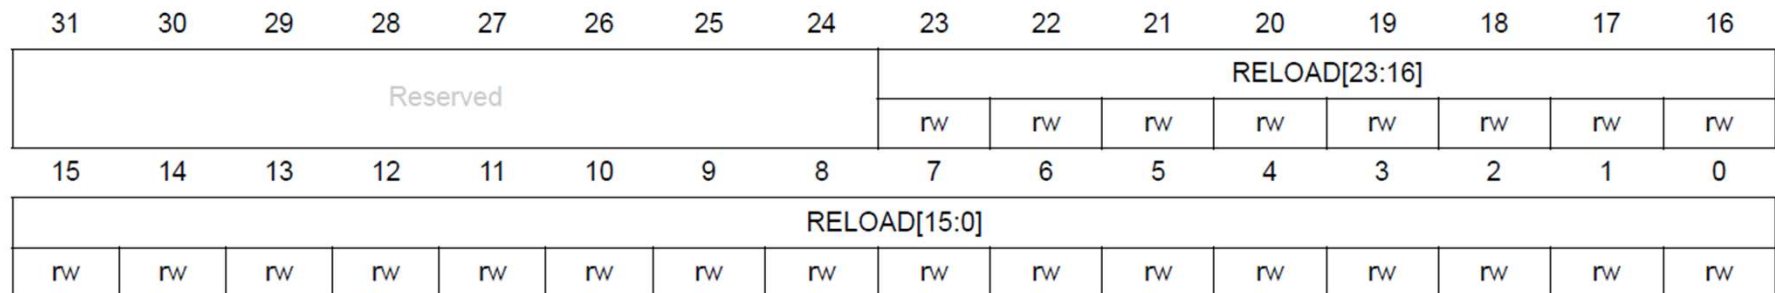 31 30 29 28 27 26 25 24 23 22 21 20 19 18 17 16
Reserved RELOAD[23:16]
rw rw rw rw rw rw rw rw
15 14 13 12 11 10 9 8 7 6 5 4 3 2 1 0
RELOAD[15:0]
rw rw rw rw rw rw rw rw rw rw rw rw rw rw rw rw